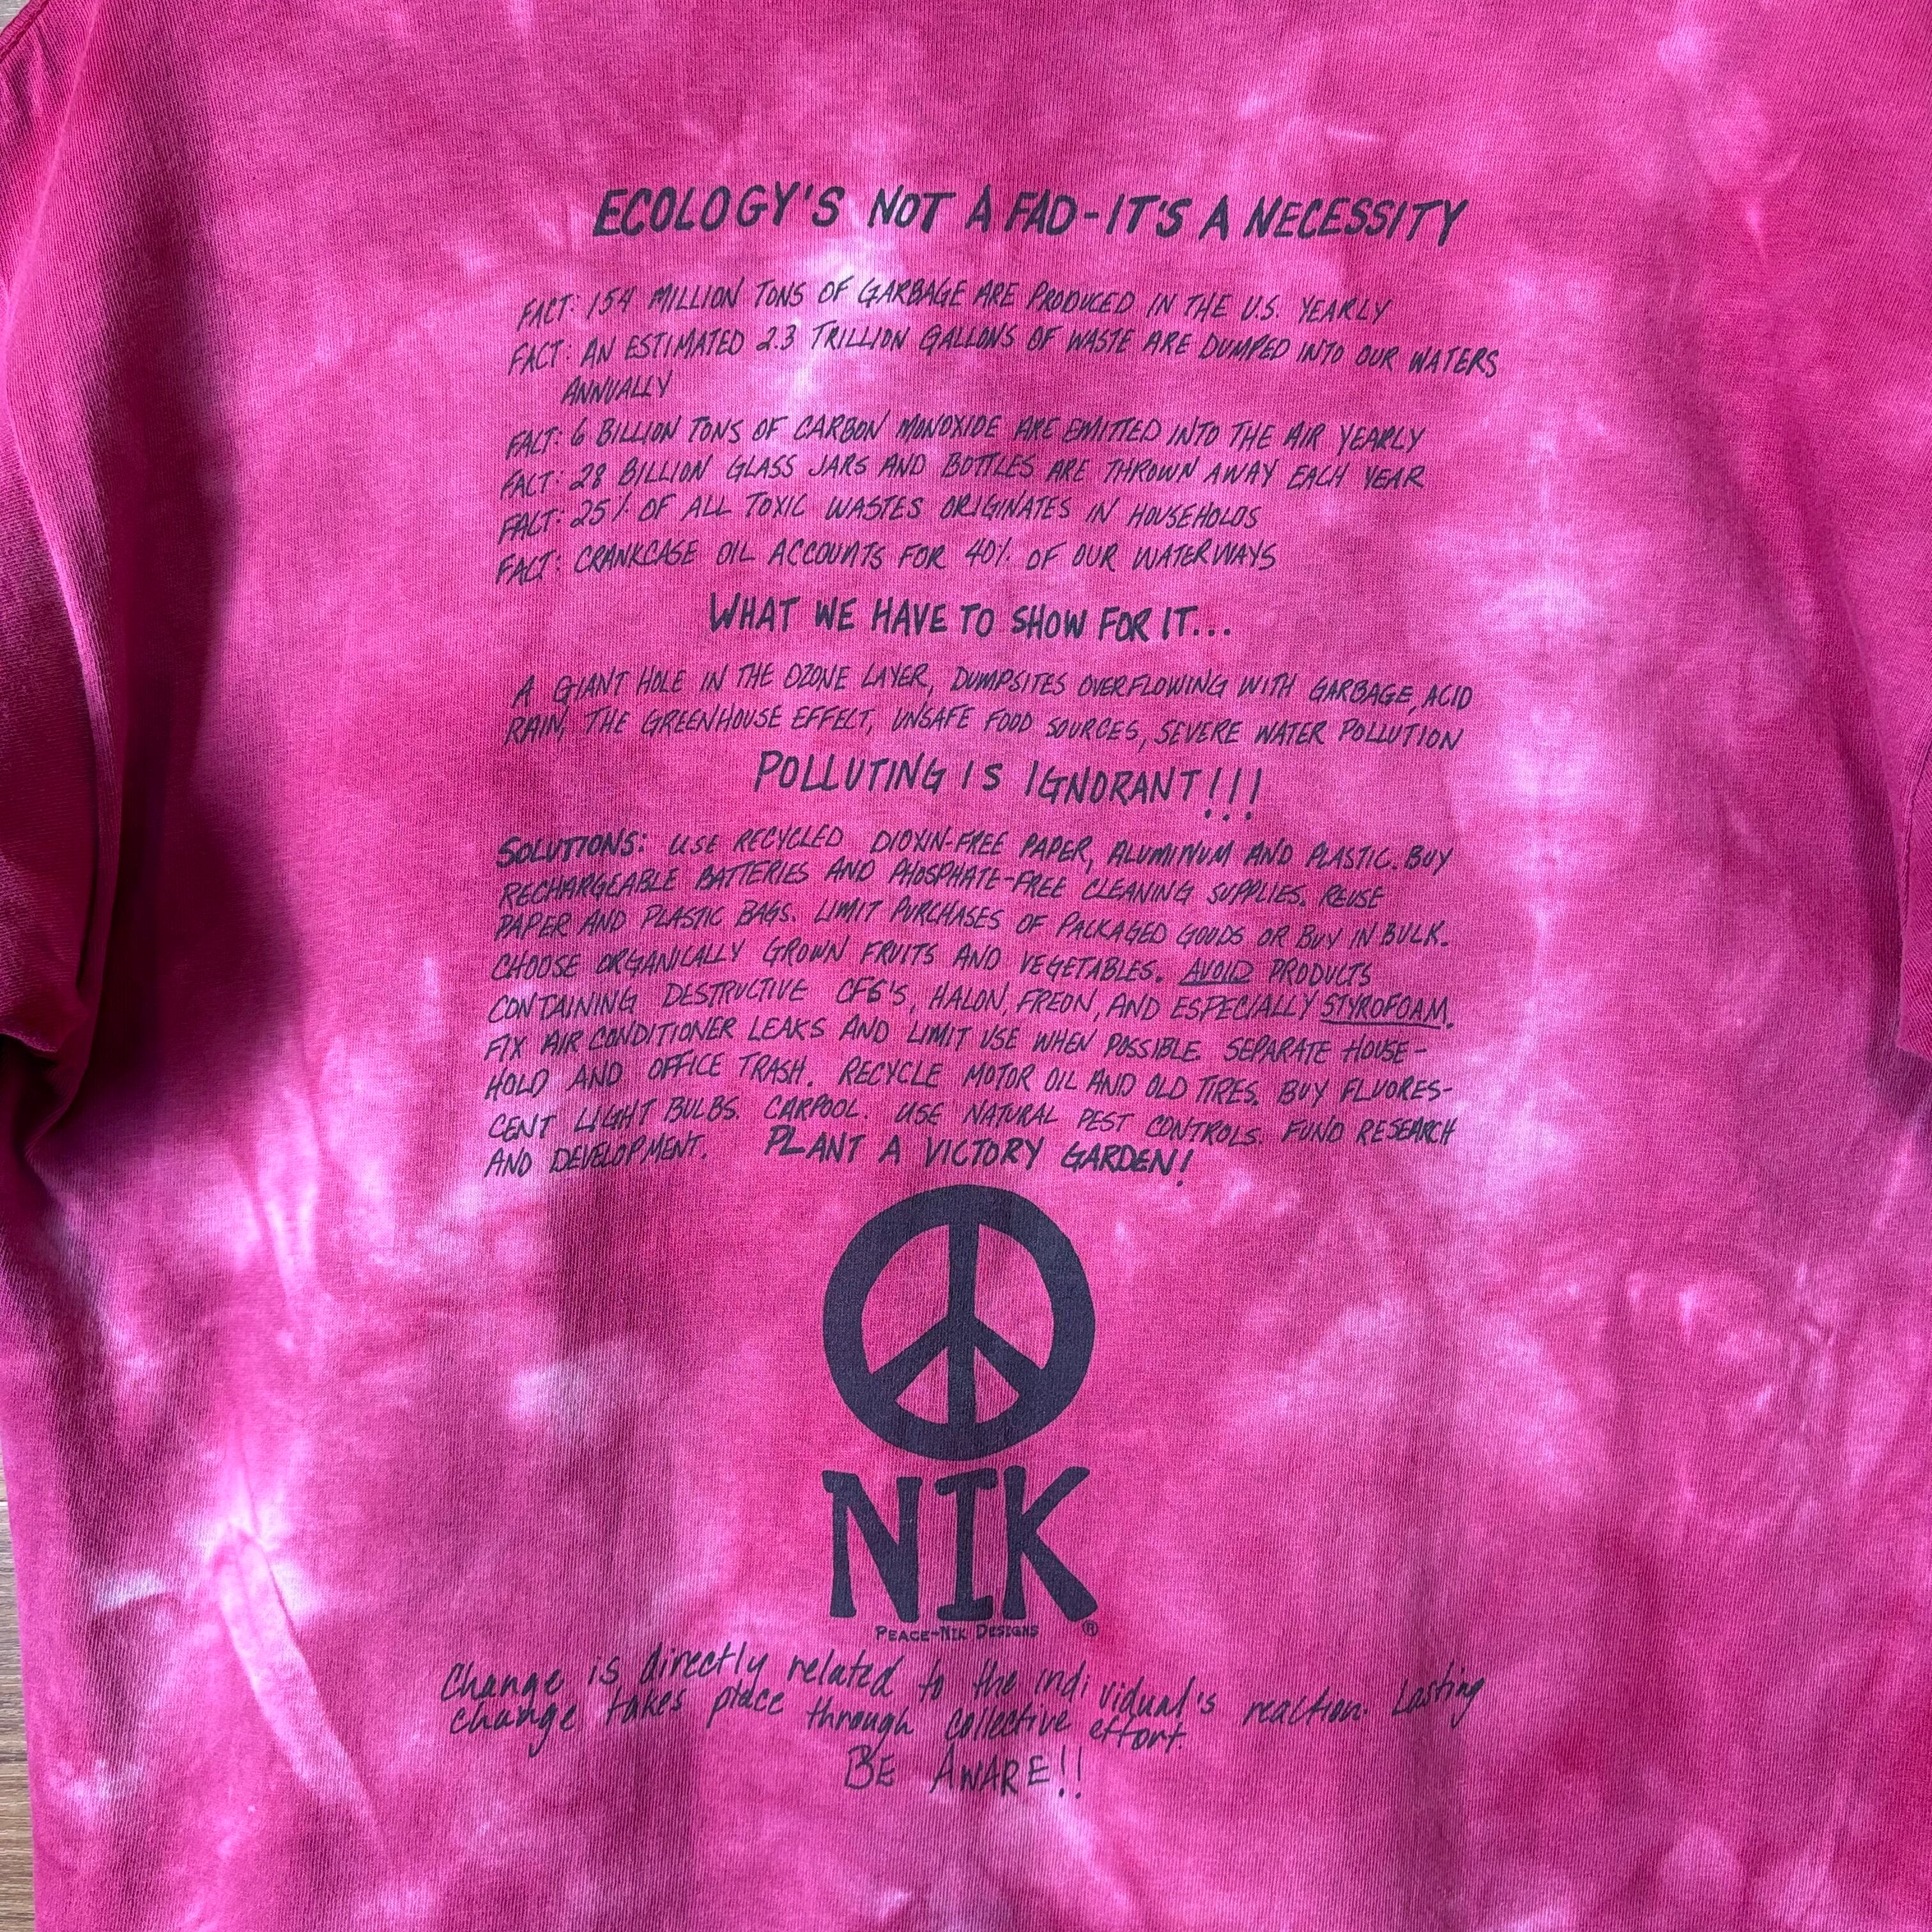 ECOLOGY'S NOT A FAD-IT'S A NECESSITY
FACT: 154 MILLION TONS OF GARBAGE ARE PRODUCED IN THE U.S. YEARLY
FACT: AN ESTIMATED 2.3 TRILLION GALLONS OF WASTE ARE DUMPED INTO OUR WATERS
ANNUALLY
FACT: 6 BILLION TONS OF CARBON MONOXIDE ARE EMITTED INTO THE AIR YEARLY
FACT: 28 BILLION GLASS JARS AND BOTTLES ARE THROWN AWAY EACH YEAR
FACT: 25% OF ALL TOXIC WASTES ORIGINATES IN HOUSEHOLDS
FACT: CRANKCASE OIL ACCOUNTS FOR 40% OF OUR WATERWAYS
WHAT WE HAVE TO SHOW FOR IT...
A GIANT HOLE IN THE OZONE LAYER, DUMPSITES OVERFLOWING WITH GARBAGE, ACID
RAIN, THE GREENHOUSE EFFECT, UNSAFE FOOD SOURCES, SEVERE WATER POLLUTION
POLLUTING IS IGNORANT!!!
SOLUTIONS: USE RECYCLED DIOXIN-FREE PAPER, ALUMINUM AND PLASTIC. BUY
RECHARGEABLE BATTERIES AND PHOSPHATE-FREE CLEANING SUPPLIES. REUSE
PAPER AND PLASTIC BAGS. LIMIT PURCHASES OF PACKAGED GOODS OR BUY IN BULK.
CHOOSE ORGANICALLY GROWN FRUITS AND VEGETABLES. AVOID PRODUCTS
CONTAINING DESTRUCTIVE CFG'S, HALON, FREON, AND ESPECIALLY STYROFOAM.
FIX AIR CONDITIONER LEAKS AND LIMIT USE WHEN POSSIBLE. SEPARATE HOUSE-
HOLD AND OFFICE TRASH. RECYCLE MOTOR OIL AND OLD TIRES. BUY FLUORES-
CENT LIGHT BULBS. CARPOOL. USE NATURAL PEST CONTROLS. FUND RESEARCH
AND DEVELOPMENT. PLANT A VICTORY GARDEN!
NIK
PEACE-NIK DESIGNS ®
Change is directly related to the individual's reaction. Lasting
change takes place through collective effort.
BE AWARE!!